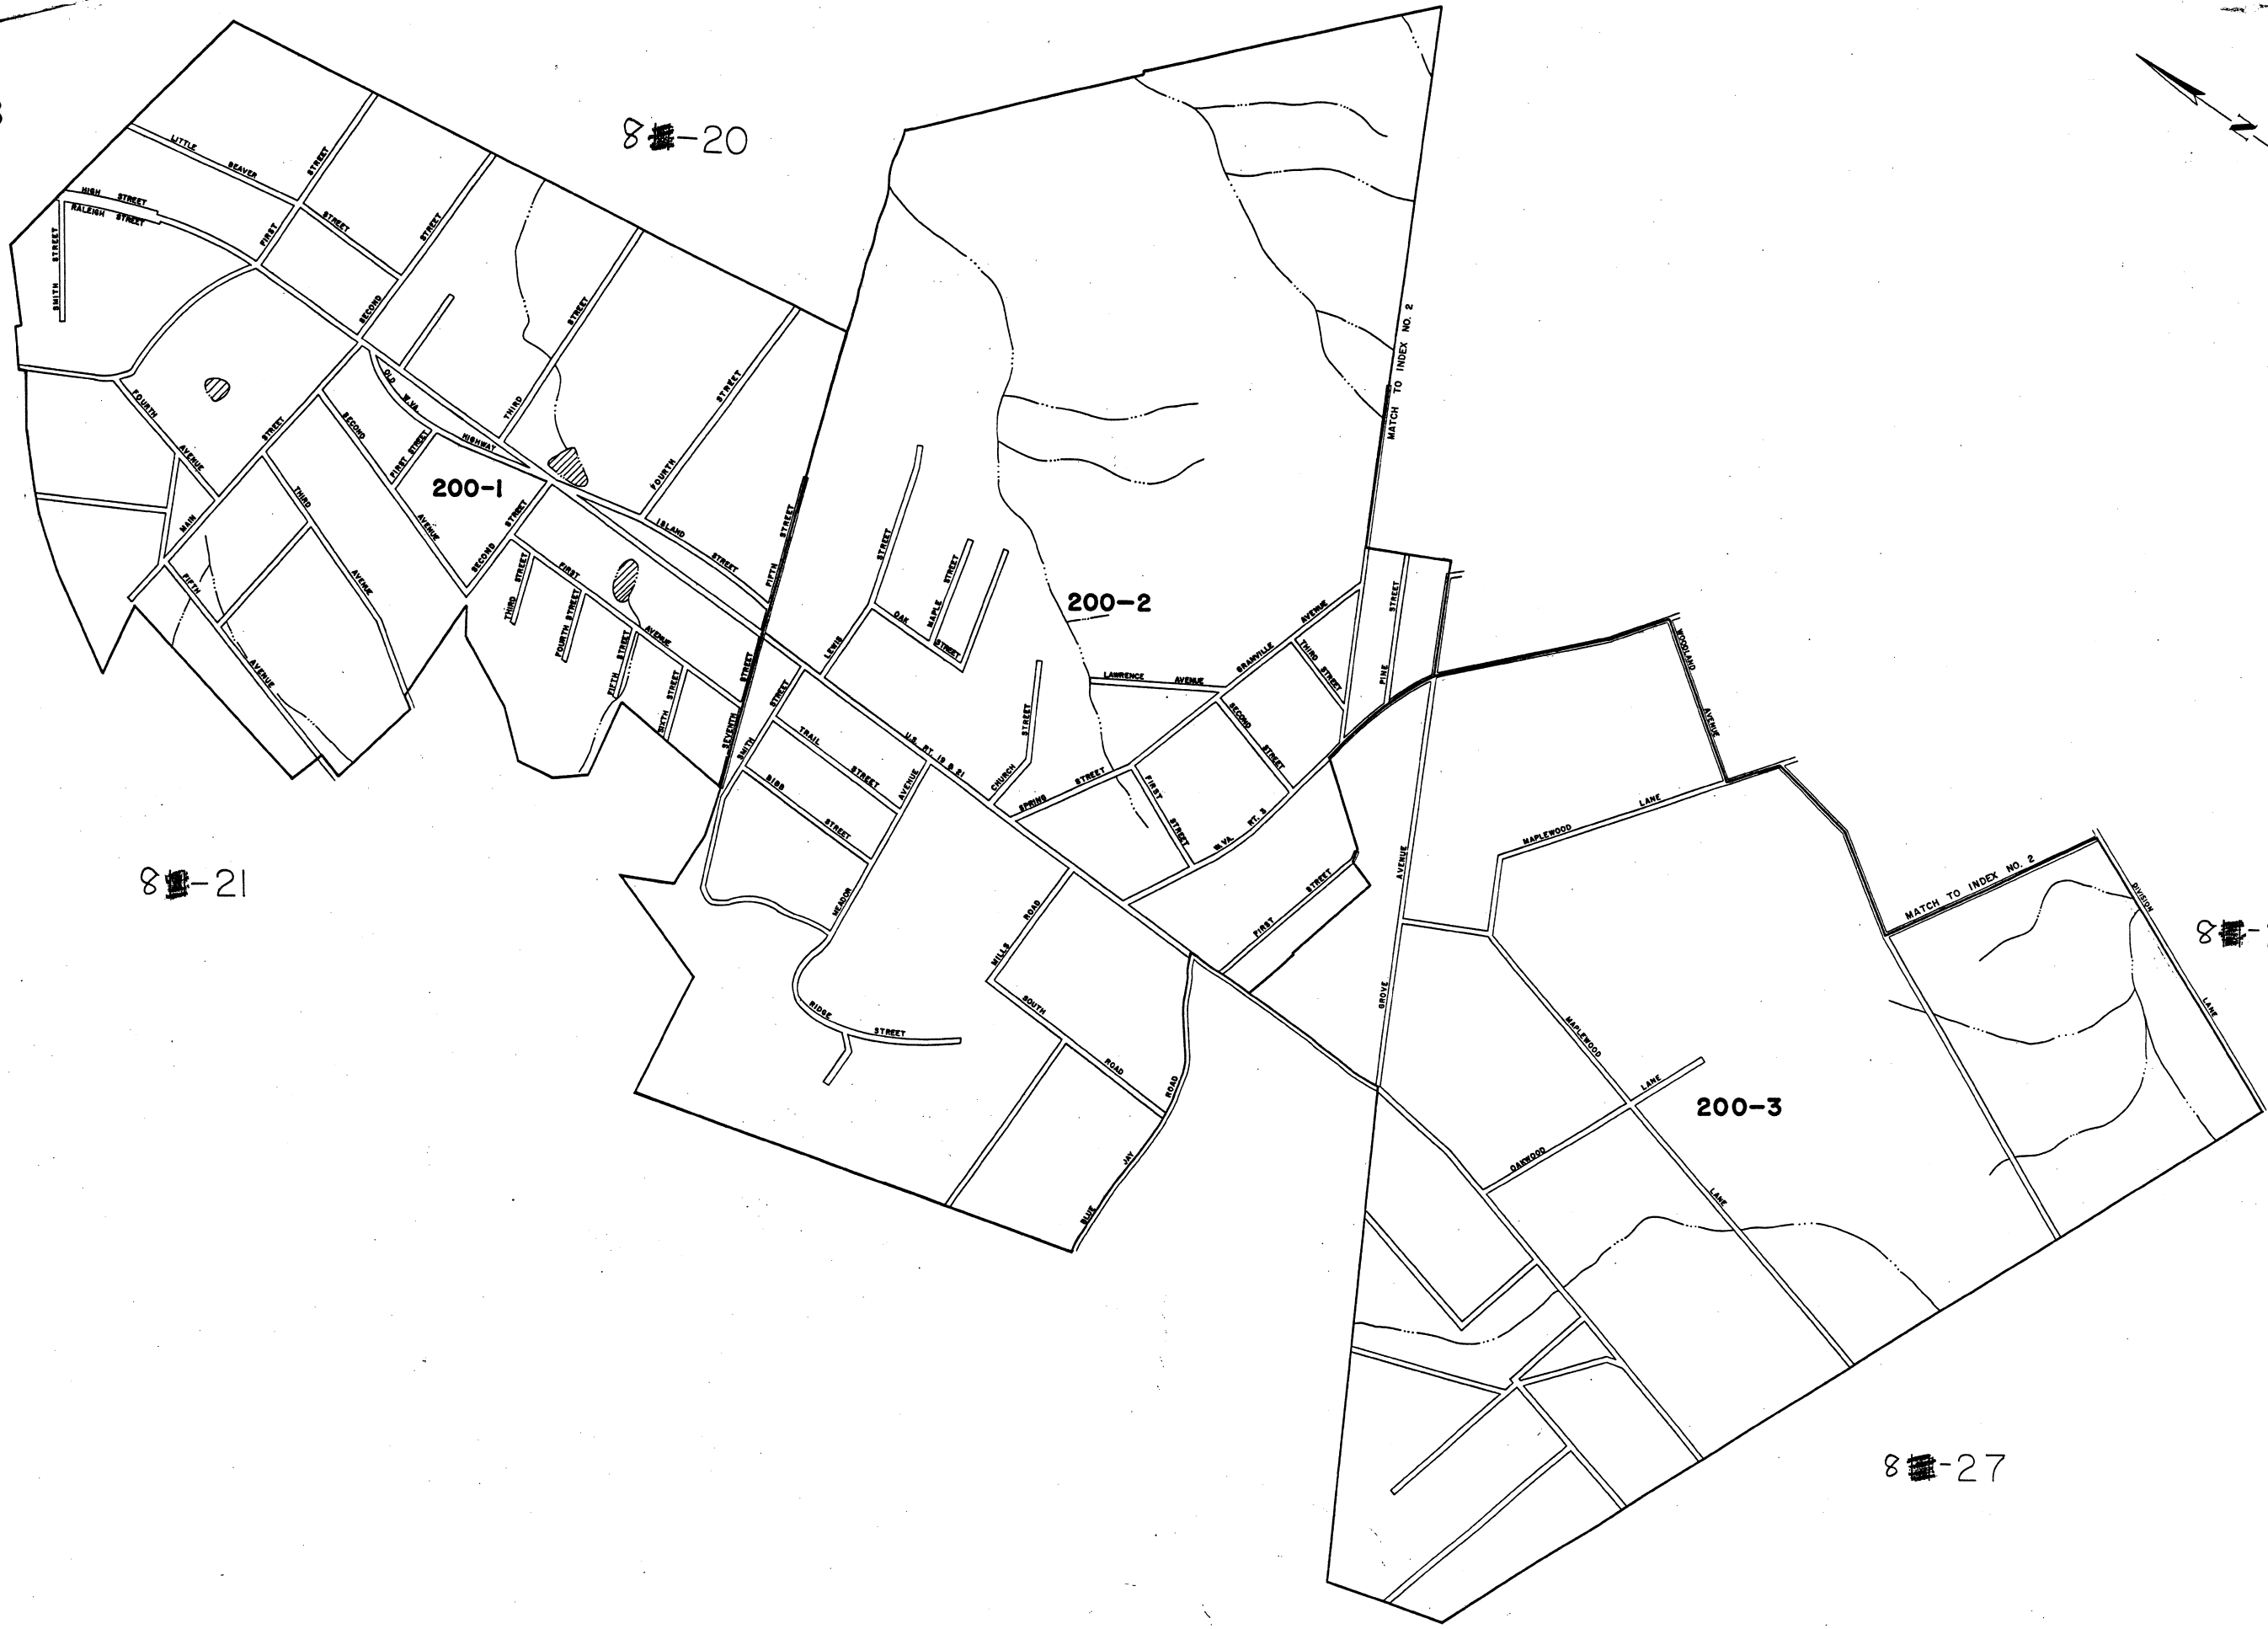 8-20
N
LITTLE BEAVER STREET
HIGH STREET
RALEIGH STREET
SMITH STREET
FIRST STREET
SECOND STREET
THIRD STREET
FOURTH STREET
OLD W.VA. HIGHWAY
FOURTH AVENUE
MAIN STREET
SECOND AVENUE
FIRST STREET
200-1
THIRD AVENUE
SECOND STREET
ISLAND STREET
FIFTH STREET
FIFTH AVENUE
FIRST AVENUE
THIRD STREET
FOURTH STREET
FIFTH STREET
SIXTH STREET
SEVENTH STREET
8-21
MATCH TO INDEX NO. 2
LEWIS STREET
OAK STREET
MAPLE STREET
200-2
SMITH STREET
TRAIL STREET
BIBB STREET
MEADOR AVENUE
U.S. RT. 19 & 21
CHURCH STREET
SPRING STREET
LAWRENCE AVENUE
GRANVILLE AVENUE
FIRST STREET
SECOND STREET
THIRD STREET
PINE STREET
W.VA. RT. 3
FIRST STREET
MILLS ROAD
SOUTH ROAD
RIDGE STREET
BLUE JAY ROAD
GROVE AVENUE
WOODLAND AVENUE
MAPLEWOOD LANE
MATCH TO INDEX NO. 2
DIVISION LANE
8-
MAPLEWOOD LANE
OAKWOOD LANE
200-3
8-27